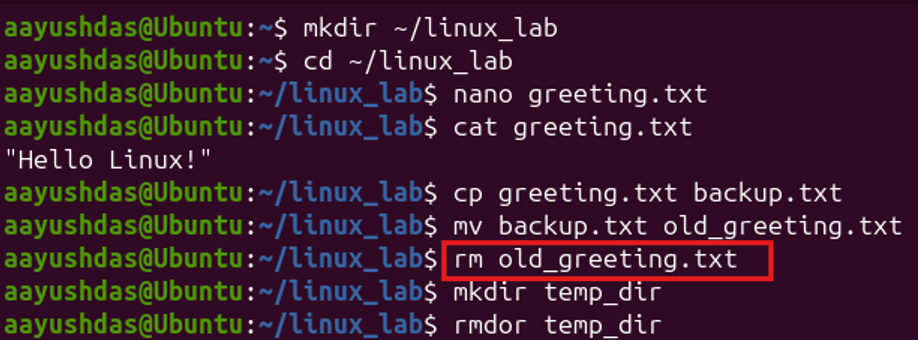 aayushdas@Ubuntu:~$ mkdir ~/linux_lab
aayushdas@Ubuntu:~$ cd ~/linux_lab
aayushdas@Ubuntu:~/linux_lab$ nano greeting.txt
aayushdas@Ubuntu:~/linux_lab$ cat greeting.txt
"Hello Linux!"
aayushdas@Ubuntu:~/linux_lab$ cp greeting.txt backup.txt
aayushdas@Ubuntu:~/linux_lab$ mv backup.txt old_greeting.txt
aayushdas@Ubuntu:~/linux_lab$ rm old_greeting.txt
aayushdas@Ubuntu:~/linux_lab$ mkdir temp_dir
aayushdas@Ubuntu:~/linux_lab$ rmdor temp_dir